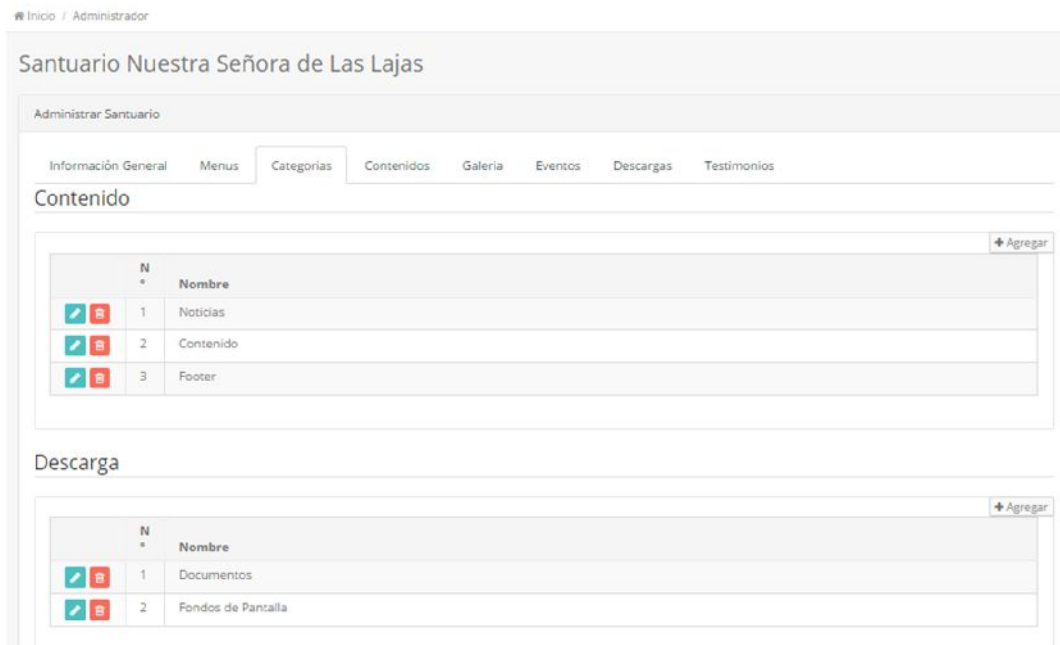 Inicio / Administrador
Santuario Nuestra Señora de Las Lajas
Administrar Santuario
Información General Menus Categorias Contenidos Galeria Eventos Descargas Testimonios
Contenido
+ Agregar
N° Nombre
1 Noticias
2 Contenido
3 Footer
Descarga
+ Agregar
N° Nombre
1 Documentos
2 Fondos de Pantalla